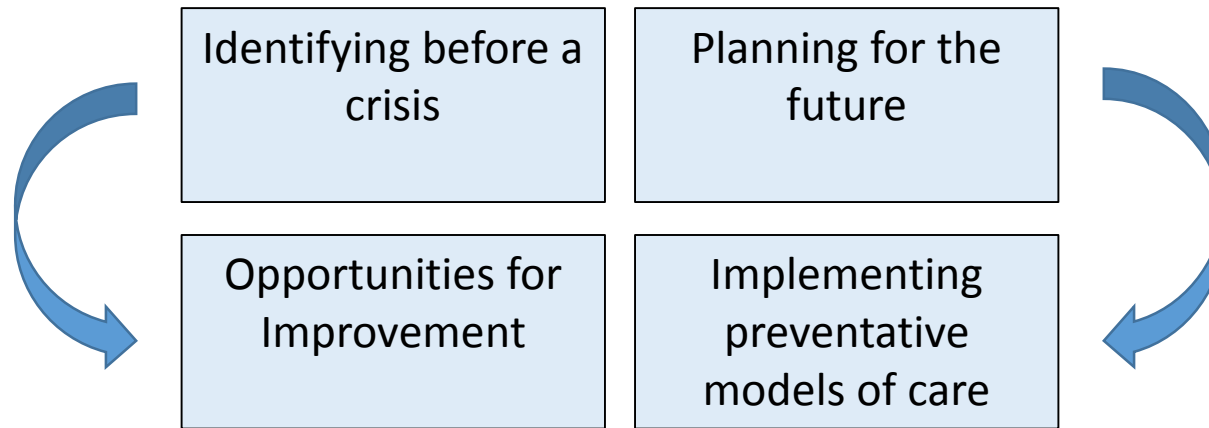 Identifying before a
crisis
Planning for the
future
Opportunities for
Improvement
Implementing
preventative
models of care